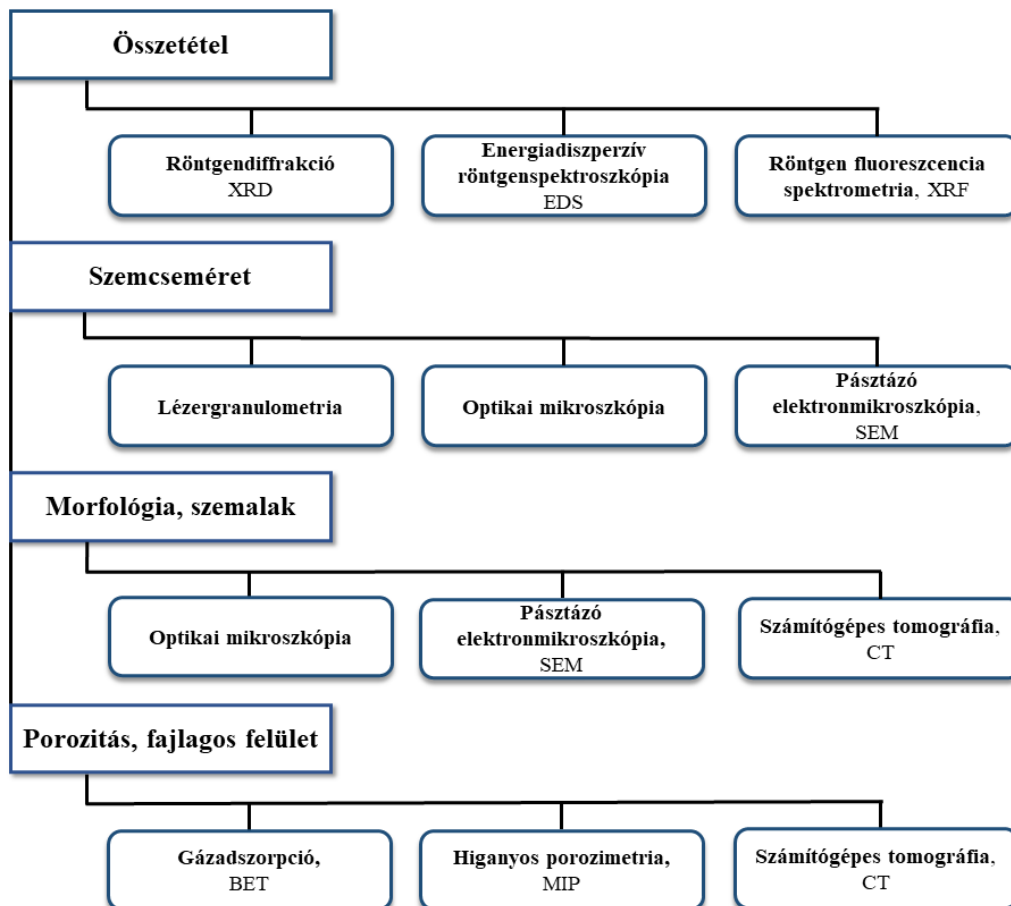 Összetétel
Röntgendiffrakció
XRD
Energiadiszperzív
röntgenspektroszkópia
EDS
Röntgen fluoreszcencia
spektrometria, XRF
Szemcseméret
Lézergranulometria
Optikai mikroszkópia
Pásztázó
elektronmikroszkópia,
SEM
Morfológia, szemalak
Optikai mikroszkópia
Pásztázó
elektronmikroszkópia,
SEM
Számítógépes tomográfia,
CT
Porozitás, fajlagos felület
Gázadszorpció,
BET
Higanyos porozimetria,
MIP
Számítógépes tomográfia,
CT